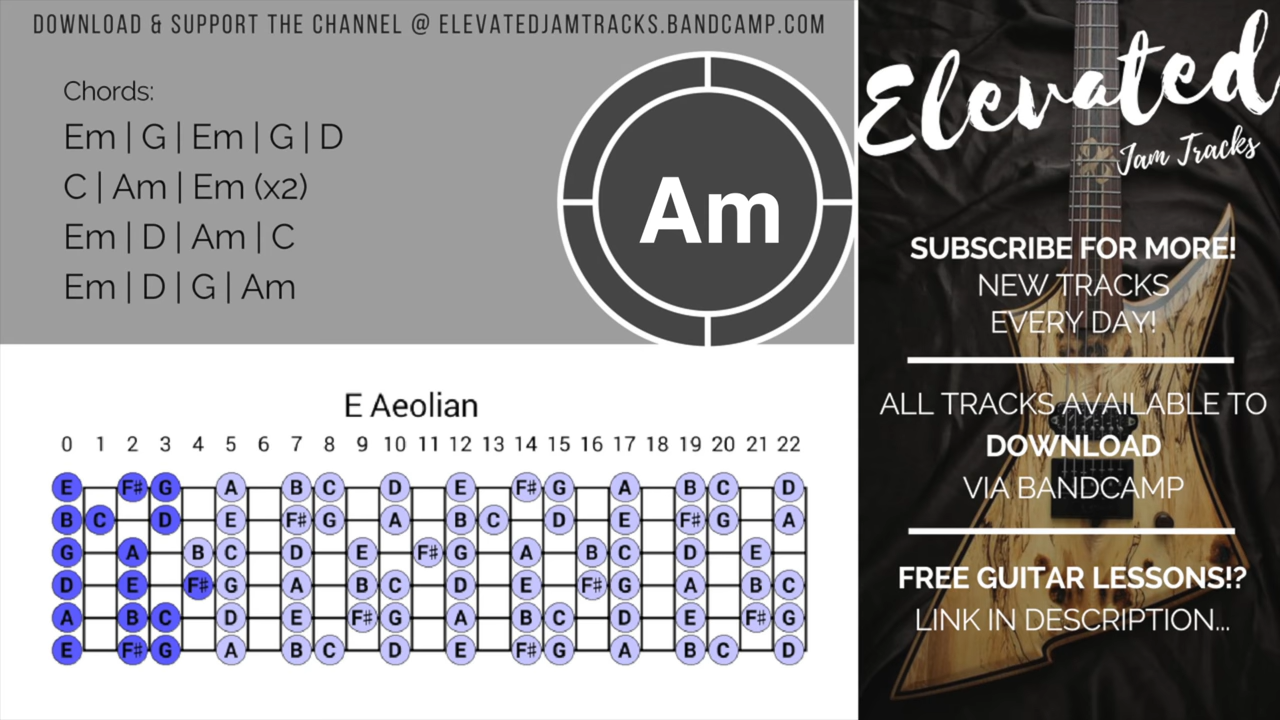 DOWNLOAD & SUPPORT THE CHANNEL @ ELEVATEDJAMTRACKS.BANDCAMP.COM
Chords:
Em | G | Em | G | D
C | Am | Em (x2)
Em | D | Am | C
Em | D | G | Am
Am
E Aeolian
0 1 2 3 4 5 6 7 8 9 10 11 12 13 14 15 16 17 18 19 20 21 22
E F# G A B C D E F# G A B C D
B C D E F# G A B C D E F# G A
G A B C D E F# G A B C D E
D E F# G A B C D E F# G A B C
A B C D E F# G A B C D E F# G
E F# G A B C D E F# G A B C D
Elevated
Jam Tracks
SUBSCRIBE FOR MORE!
NEW TRACKS
EVERY DAY!
ALL TRACKS AVAILABLE TO
DOWNLOAD
VIA BANDCAMP
FREE GUITAR LESSONS!?
LINK IN DESCRIPTION...